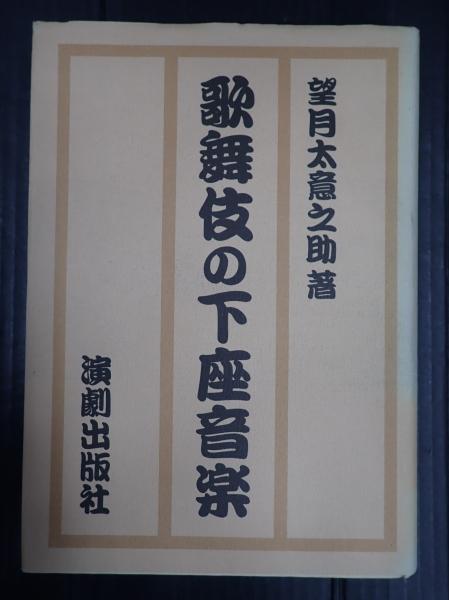 望月太意之助著
歌舞伎の下座音楽
演劇出版社